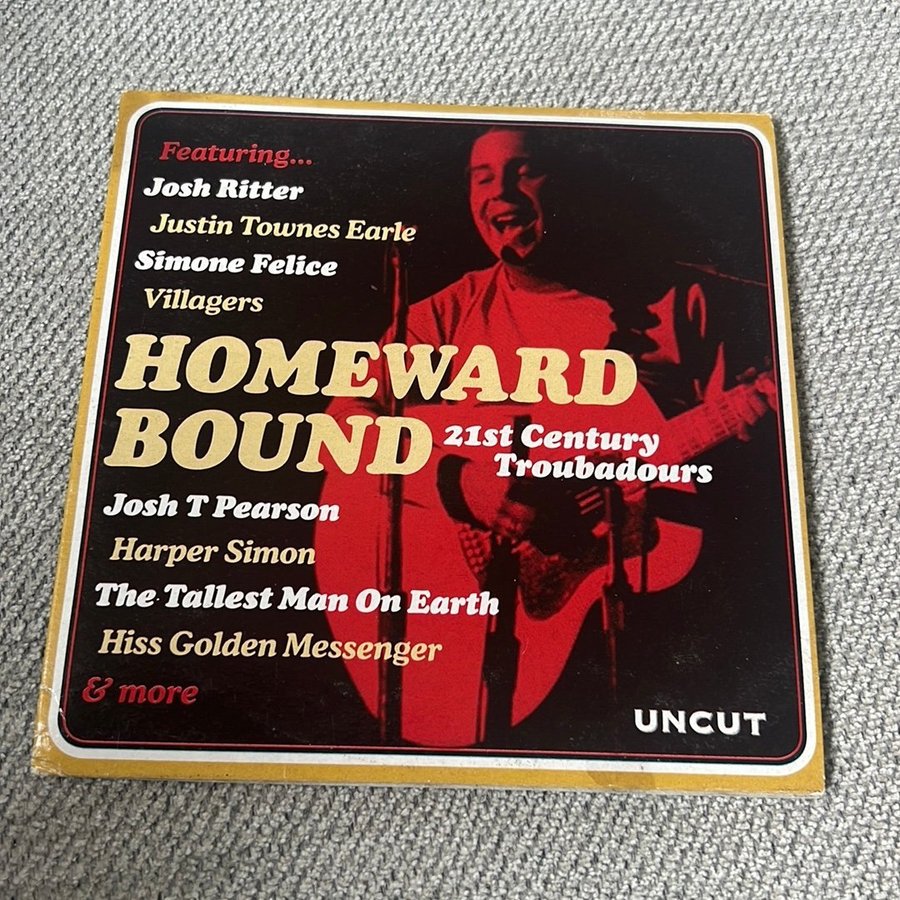 Featuring...
Josh Ritter
Justin Townes Earle
Simone Felice
Villagers
HOMEWARD
BOUND
21st Century
Troubadours
Josh T Pearson
Harper Simon
The Tallest Man On Earth
Hiss Golden Messenger
& more
UNCUT